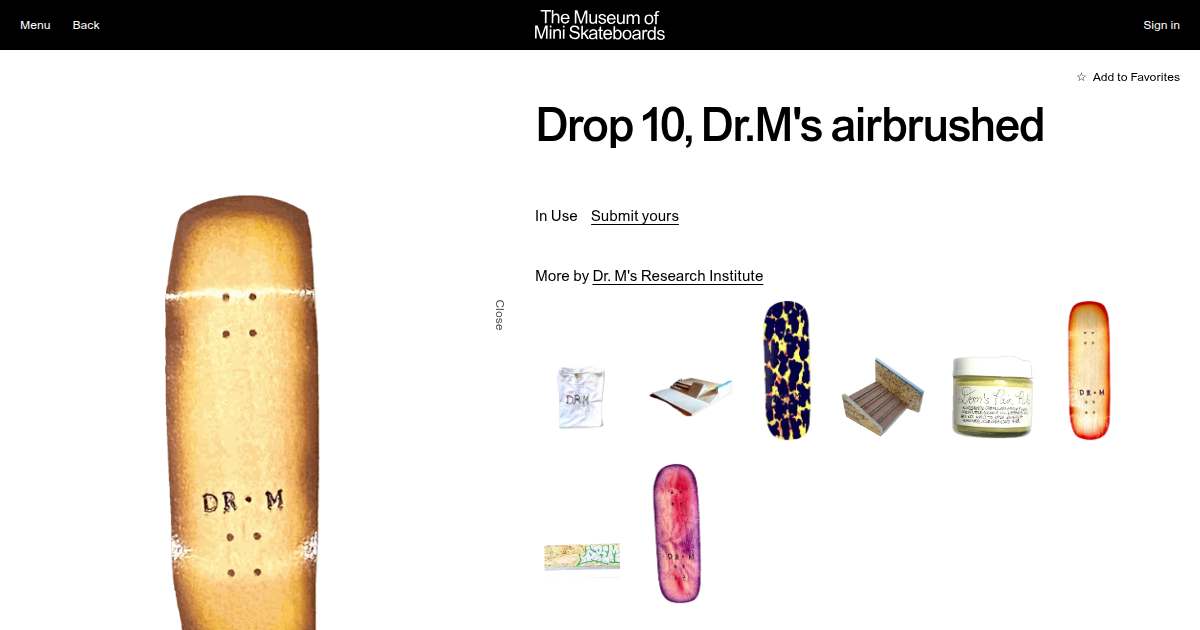 Menu
Back
The Museum of
Mini Skateboards
Sign in
☆ Add to Favorites
Drop 10, Dr.M's airbrushed
In Use Submit yours
More by Dr. M's Research Institute
Close
DR•M
DRM
DR•M
DR•M